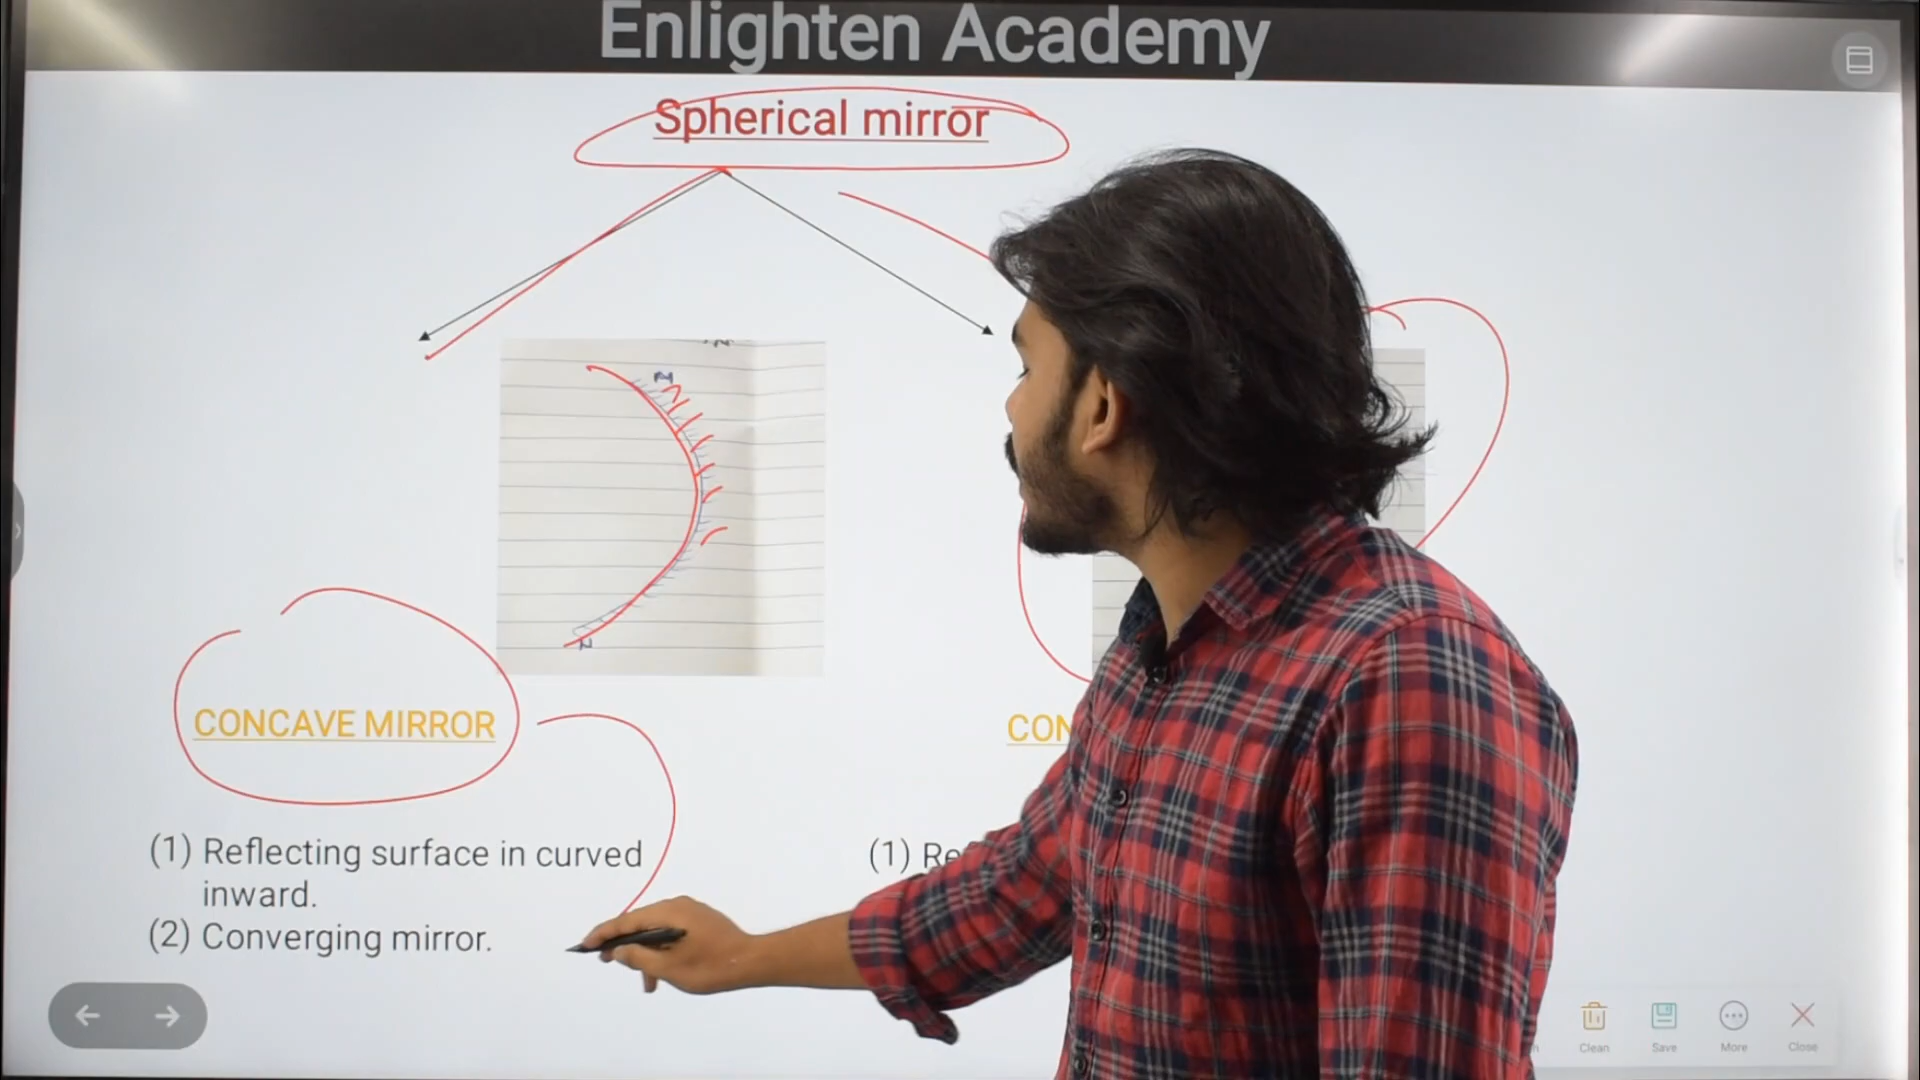 Enlighten Academy
Spherical mirror
CONCAVE MIRROR
(1) Reflecting surface in curved
inward.
(2) Converging mirror.
CON
(1) Re
Clean
Save
More
Close